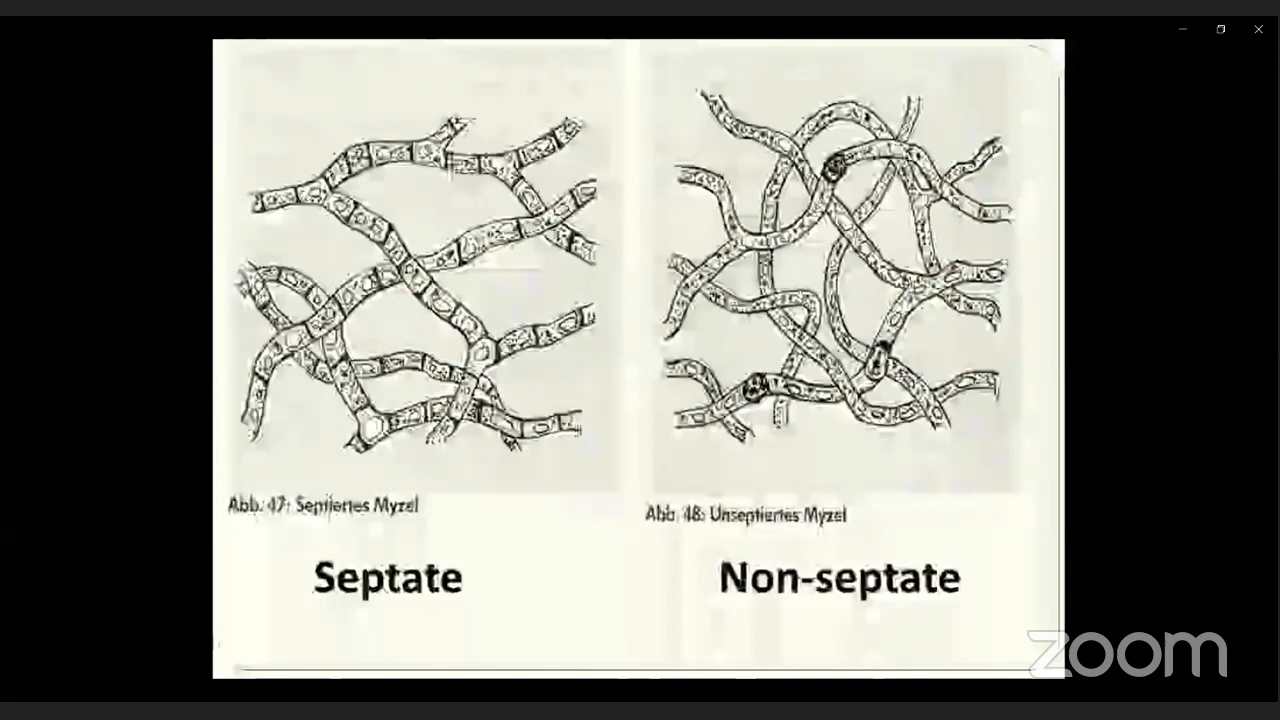 Abb. 47: Septiertes Myzel
Abb. 48: Unseptiertes Myzel
Septate
Non-septate
zoom